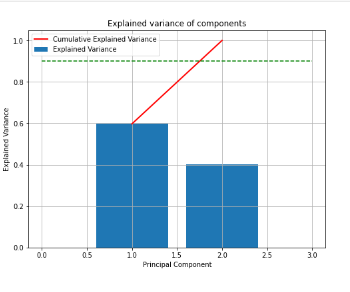 Explained variance of components
Cumulative Explained Variance
Explained Variance
Explained Variance
1.0
0.8
0.6
0.4
0.2
0.0
0.0 0.5 1.0 1.5 2.0 2.5 3.0
Principal Component